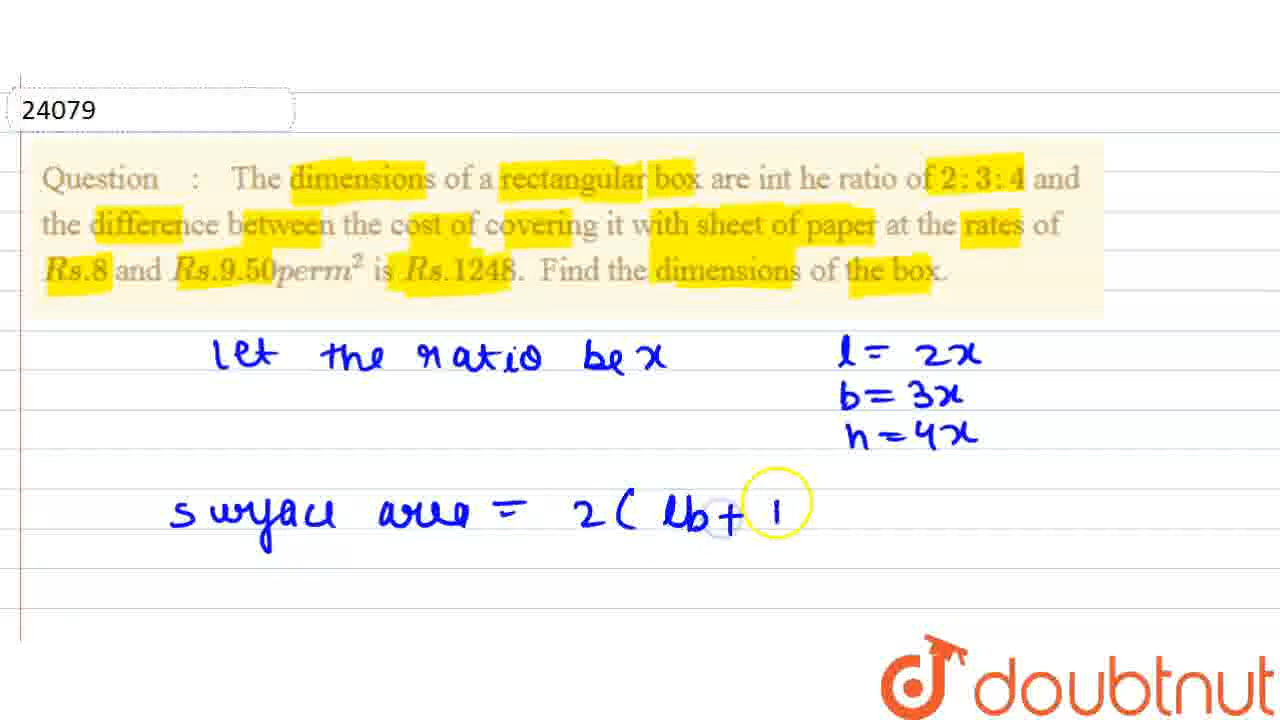 24079
Question : The dimensions of a rectangular box are int he ratio of 2 : 3 : 4 and
the difference between the cost of covering it with sheet of paper at the rates of
Rs.8 and Rs.9.50perm² is Rs.1248. Find the dimensions of the box.
let the ratio be x
l = 2x
b = 3x
h = 4x
surface area = 2 ( lb + l
doubtnut